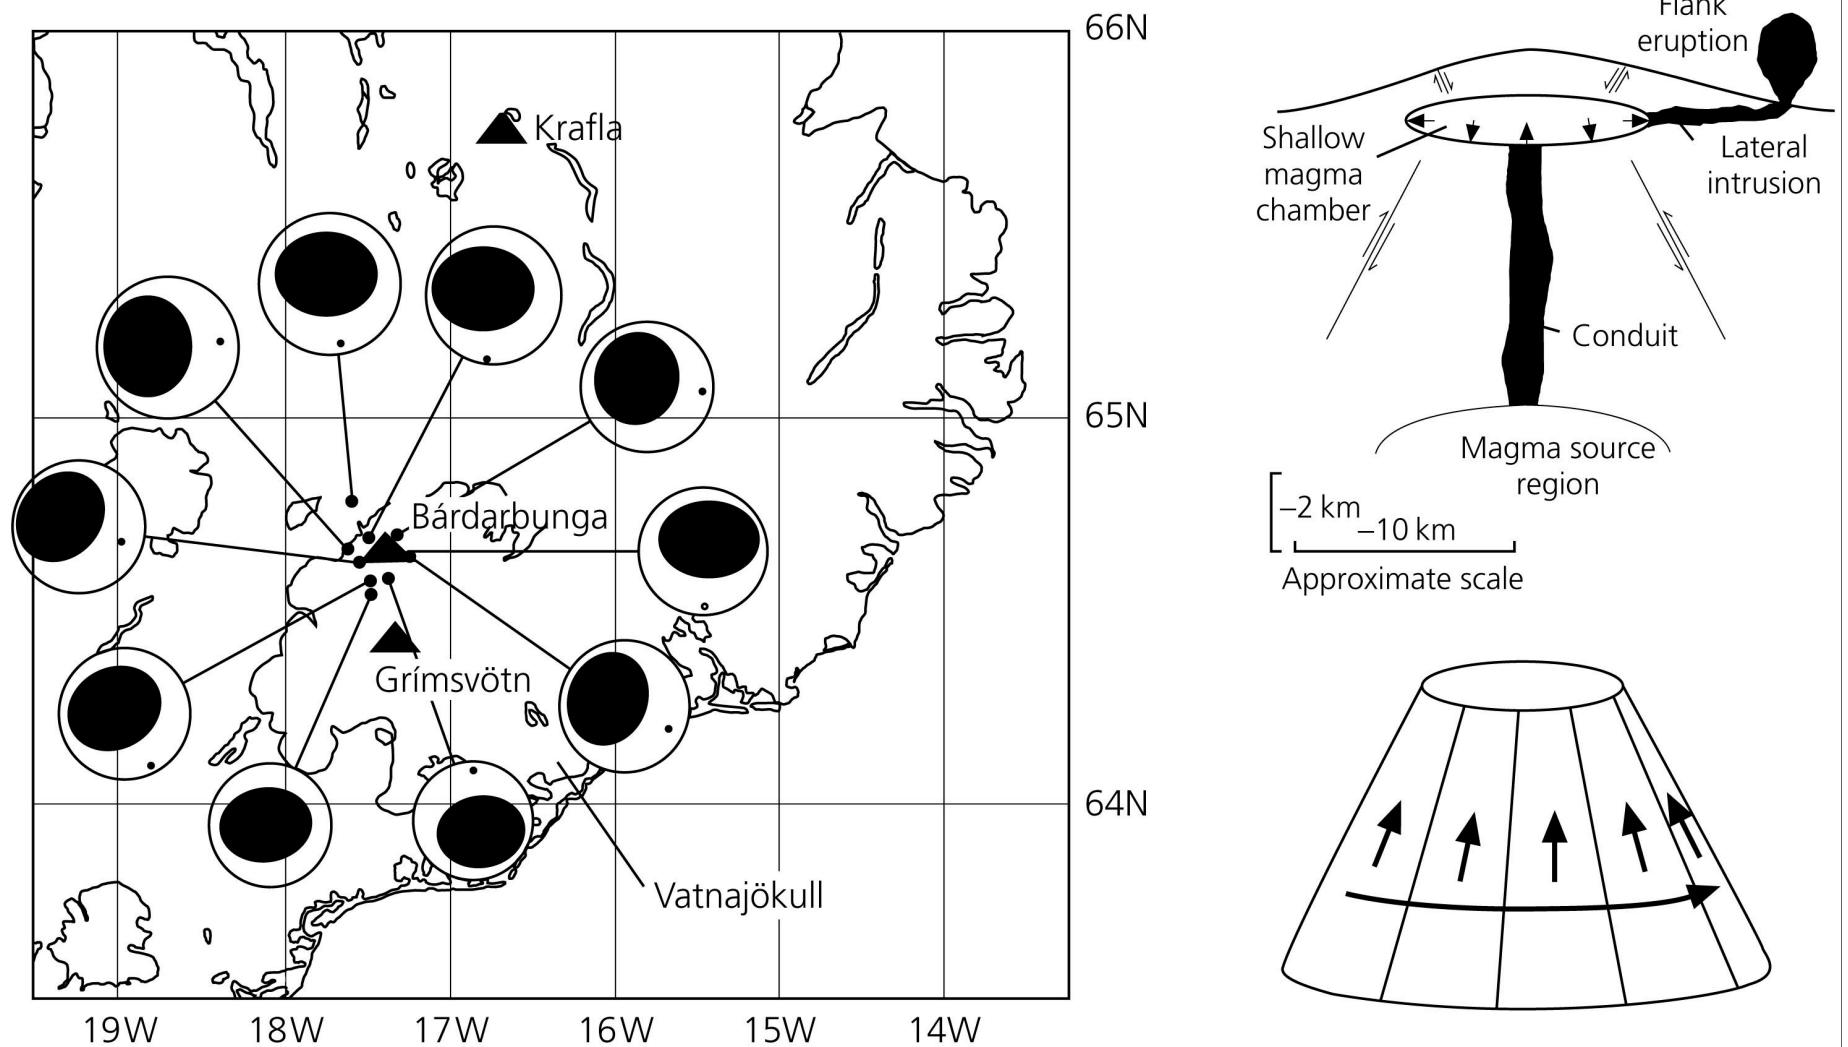 66N
65N
64N
19W 18W 17W 16W 15W 14W
Krafla
Bárdarbunga
Grímsvötn
Vatnajökull
Flank
eruption
Shallow
magma
chamber
Lateral
intrusion
Conduit
Magma source
region
–2 km
–10 km
Approximate scale